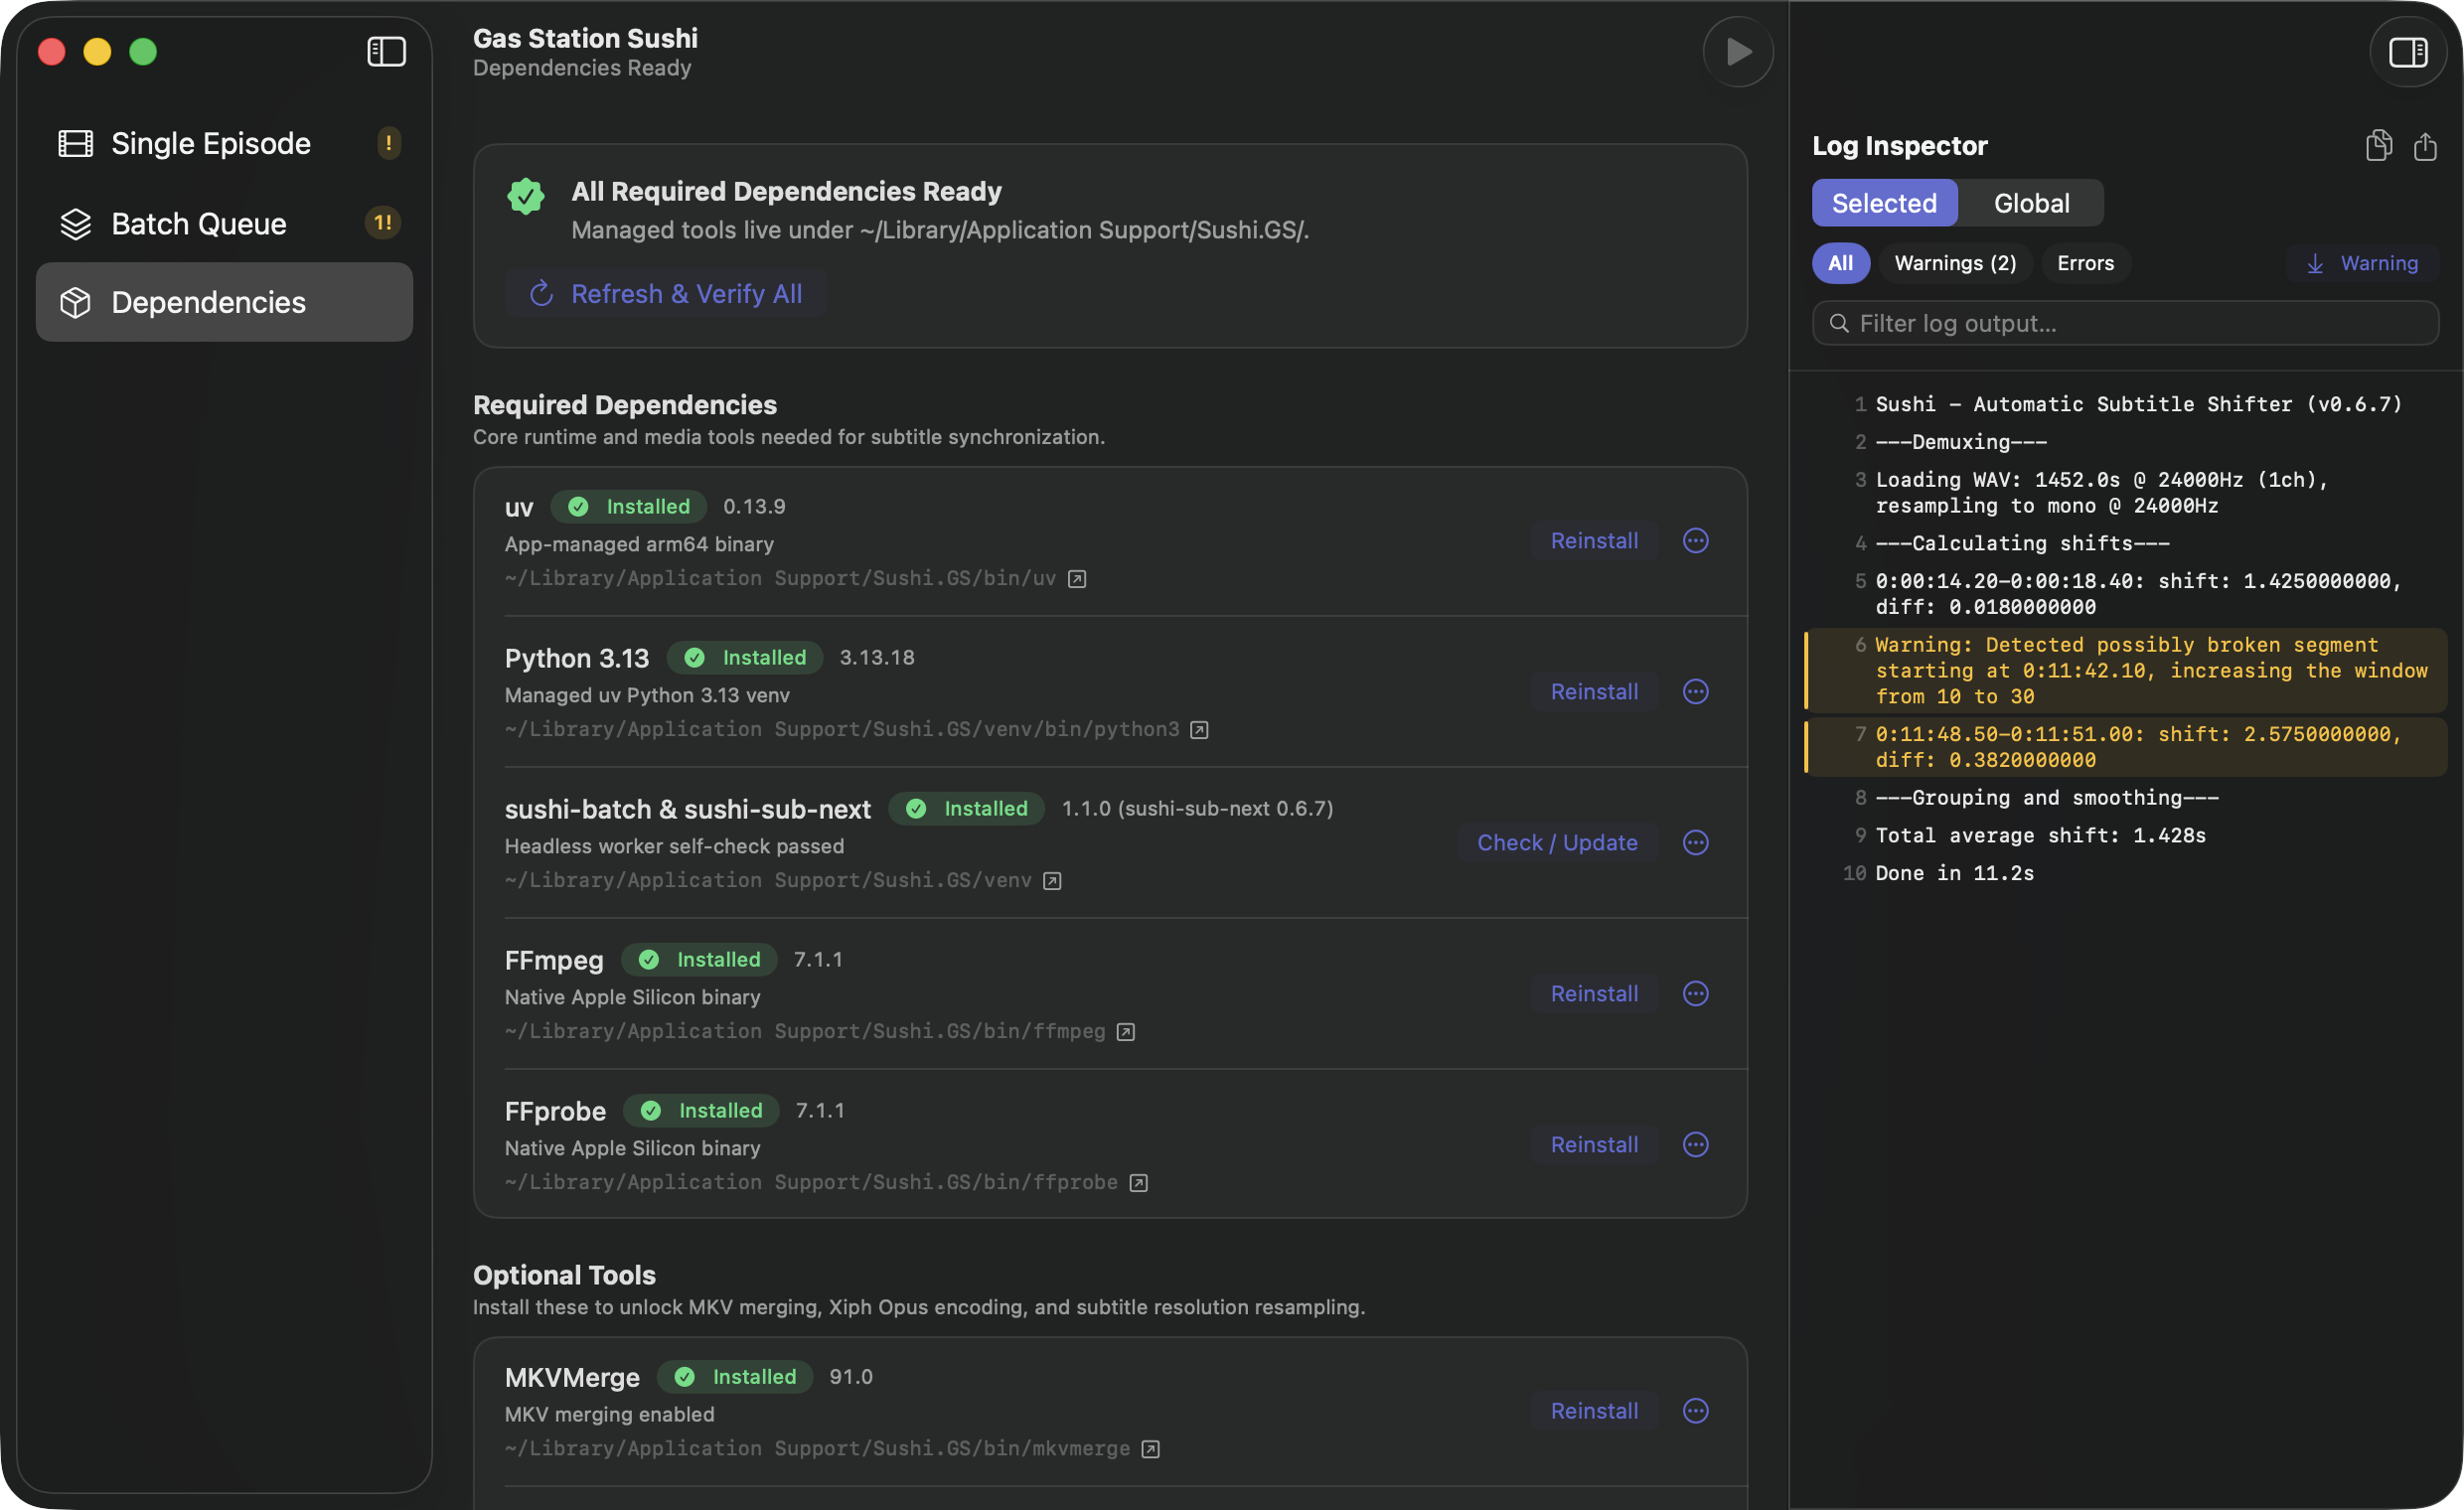 Single Episode !
Batch Queue 1!
Dependencies
Gas Station Sushi
Dependencies Ready
All Required Dependencies Ready
Managed tools live under ~/Library/Application Support/Sushi.GS/.
Refresh & Verify All
Required Dependencies
Core runtime and media tools needed for subtitle synchronization.
uv Installed 0.13.9
App-managed arm64 binary
~/Library/Application Support/Sushi.GS/bin/uv
Reinstall
Python 3.13 Installed 3.13.18
Managed uv Python 3.13 venv
~/Library/Application Support/Sushi.GS/venv/bin/python3
Reinstall
sushi-batch & sushi-sub-next Installed 1.1.0 (sushi-sub-next 0.6.7)
Headless worker self-check passed
~/Library/Application Support/Sushi.GS/venv
Check / Update
FFmpeg Installed 7.1.1
Native Apple Silicon binary
~/Library/Application Support/Sushi.GS/bin/ffmpeg
Reinstall
FFprobe Installed 7.1.1
Native Apple Silicon binary
~/Library/Application Support/Sushi.GS/bin/ffprobe
Reinstall
Optional Tools
Install these to unlock MKV merging, Xiph Opus encoding, and subtitle resolution resampling.
MKVMerge Installed 91.0
MKV merging enabled
~/Library/Application Support/Sushi.GS/bin/mkvmerge
Reinstall
Log Inspector
Selected Global
All Warnings (2) Errors Warning
Filter log output...
1 Sushi - Automatic Subtitle Shifter (v0.6.7)
2 ---Demuxing---
3 Loading WAV: 1452.0s @ 24000Hz (1ch),
resampling to mono @ 24000Hz
4 ---Calculating shifts---
5 0:00:14.20-0:00:18.40: shift: 1.4250000000,
diff: 0.0180000000
6 Warning: Detected possibly broken segment
starting at 0:11:42.10, increasing the window
from 10 to 30
7 0:11:48.50-0:11:51.00: shift: 2.5750000000,
diff: 0.3820000000
8 ---Grouping and smoothing---
9 Total average shift: 1.428s
10 Done in 11.2s